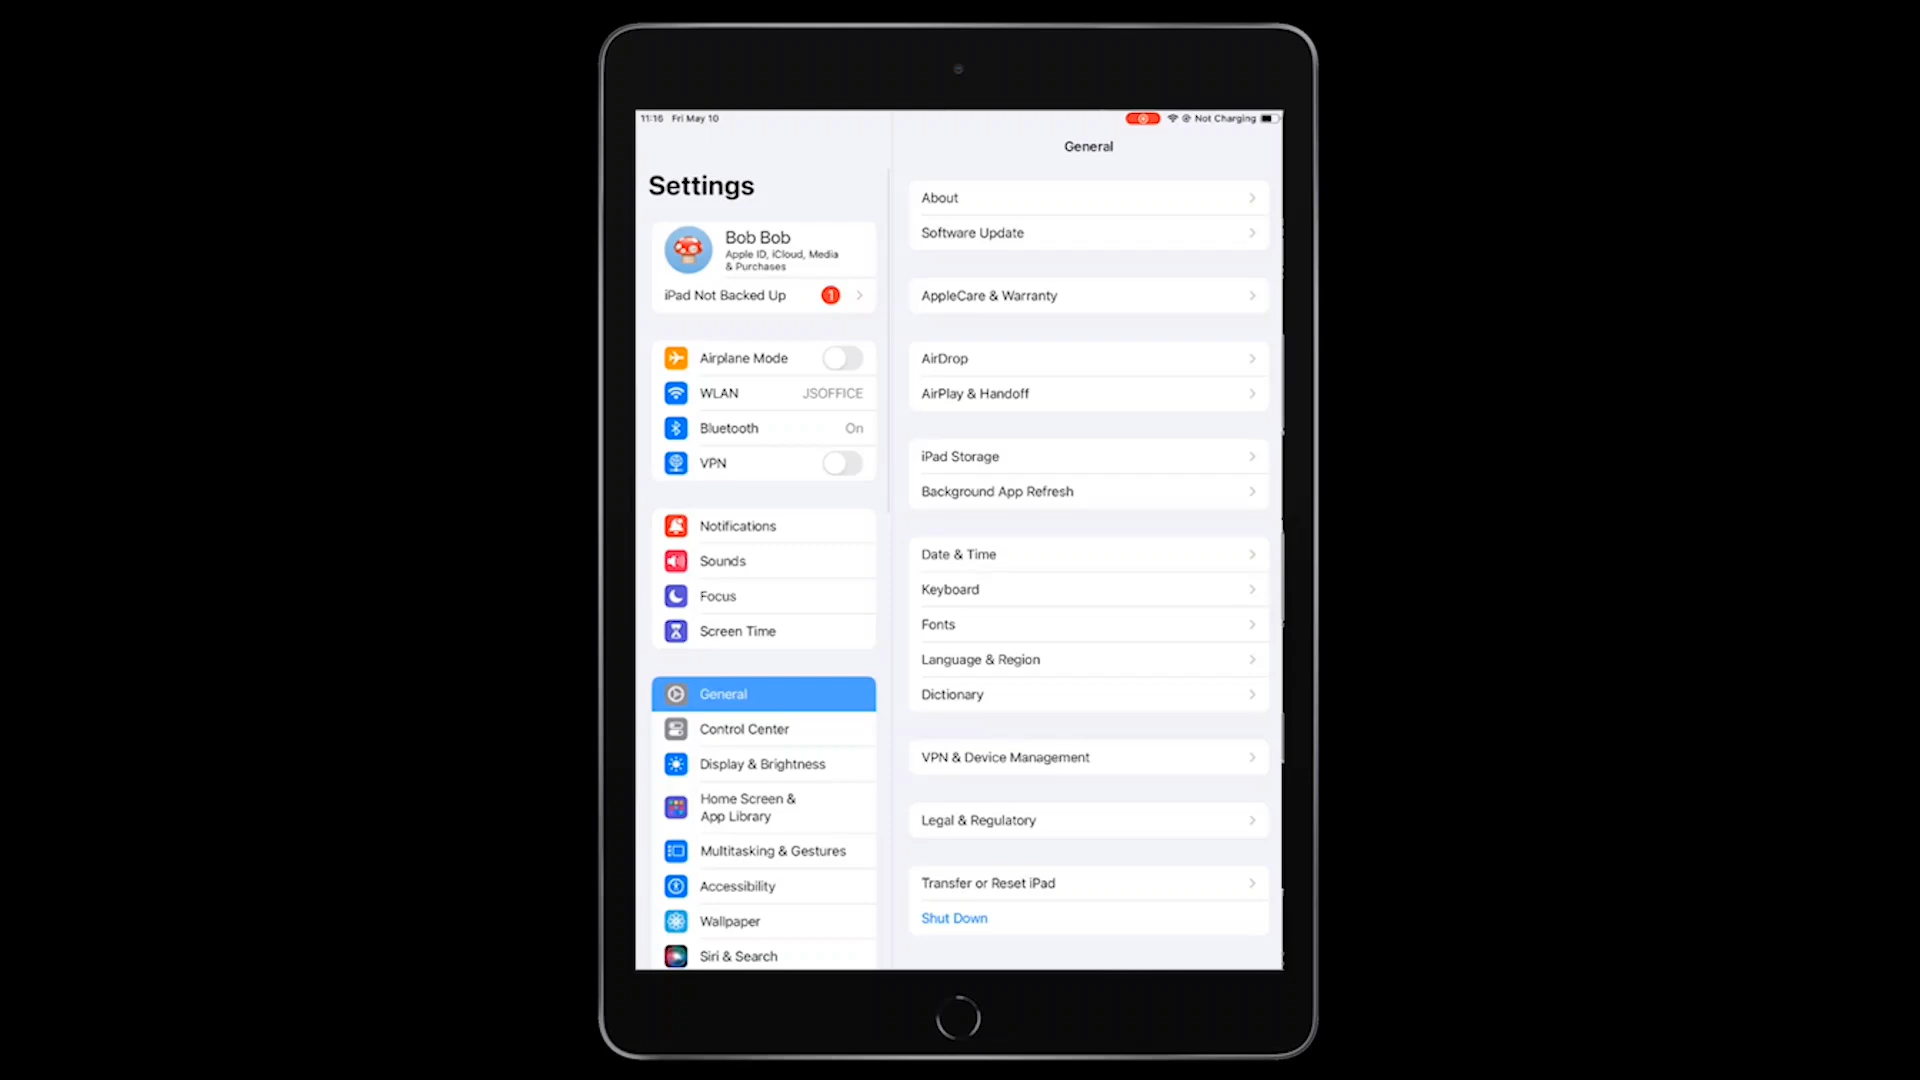 11:16 Fri May 10
Not Charging
Settings
Bob Bob
Apple ID, iCloud, Media
& Purchases
iPad Not Backed Up 1
Airplane Mode
WLAN JSOFFICE
Bluetooth On
VPN
Notifications
Sounds
Focus
Screen Time
General
Control Center
Display & Brightness
Home Screen &
App Library
Multitasking & Gestures
Accessibility
Wallpaper
Siri & Search
General
About
Software Update
AppleCare & Warranty
AirDrop
AirPlay & Handoff
iPad Storage
Background App Refresh
Date & Time
Keyboard
Fonts
Language & Region
Dictionary
VPN & Device Management
Legal & Regulatory
Transfer or Reset iPad
Shut Down